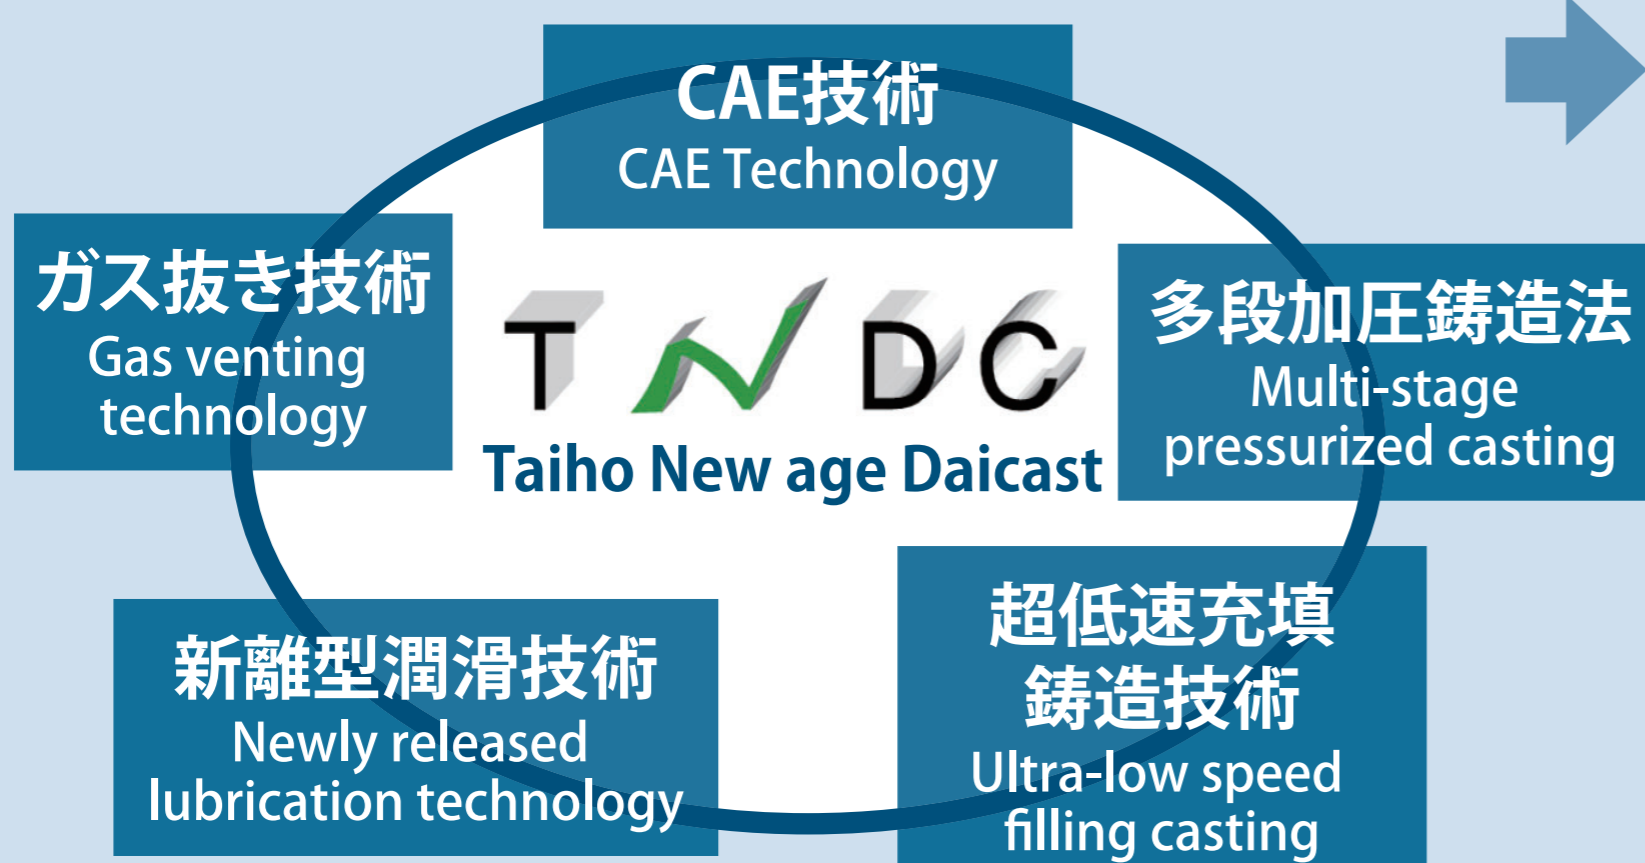 CAE技術
CAE Technology
ガス抜き技術
Gas venting
technology
TNDC
Taiho New age Daicast
多段加圧鋳造法
Multi-stage
pressurized casting
新離型潤滑技術
Newly released
lubrication technology
超低速充填
鋳造技術
Ultra-low speed
filling casting